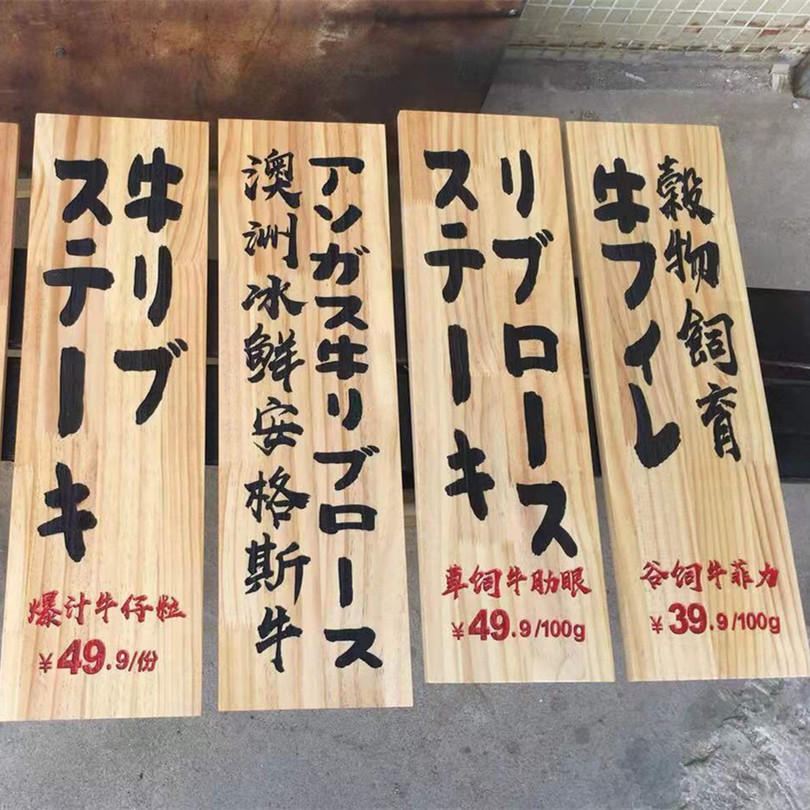 牛リブ
ステーキ
爆汁牛仔粒
¥49.9/份
アンガス牛リブロース
澳洲冰鮮安格斯牛
リブロース
ステーキ
草饲牛肋眼
¥49.9/100g
穀物飼育
牛フィレ
谷饲牛菲力
¥39.9/100g